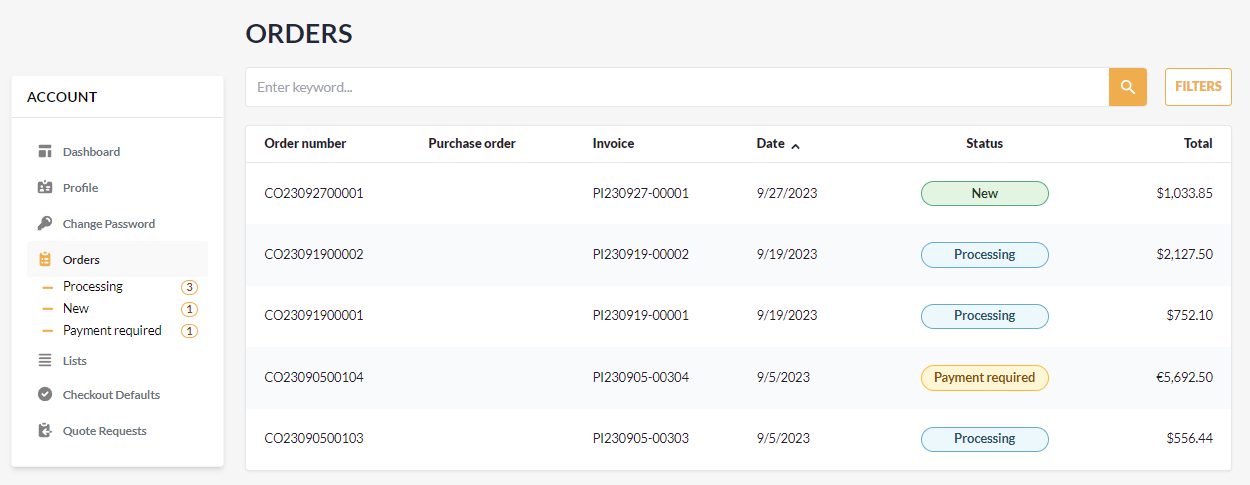 ORDERS
Enter keyword...
FILTERS
ACCOUNT
Dashboard
Profile
Change Password
Orders
Processing 3
New 1
Payment required 1
Lists
Checkout Defaults
Quote Requests
Order number Purchase order Invoice Date Status Total
CO23092700001 PI230927-00001 9/27/2023 New $1,033.85
CO23091900002 PI230919-00002 9/19/2023 Processing $2,127.50
CO23091900001 PI230919-00001 9/19/2023 Processing $752.10
CO23090500104 PI230905-00304 9/5/2023 Payment required €5,692.50
CO23090500103 PI230905-00303 9/5/2023 Processing $556.44